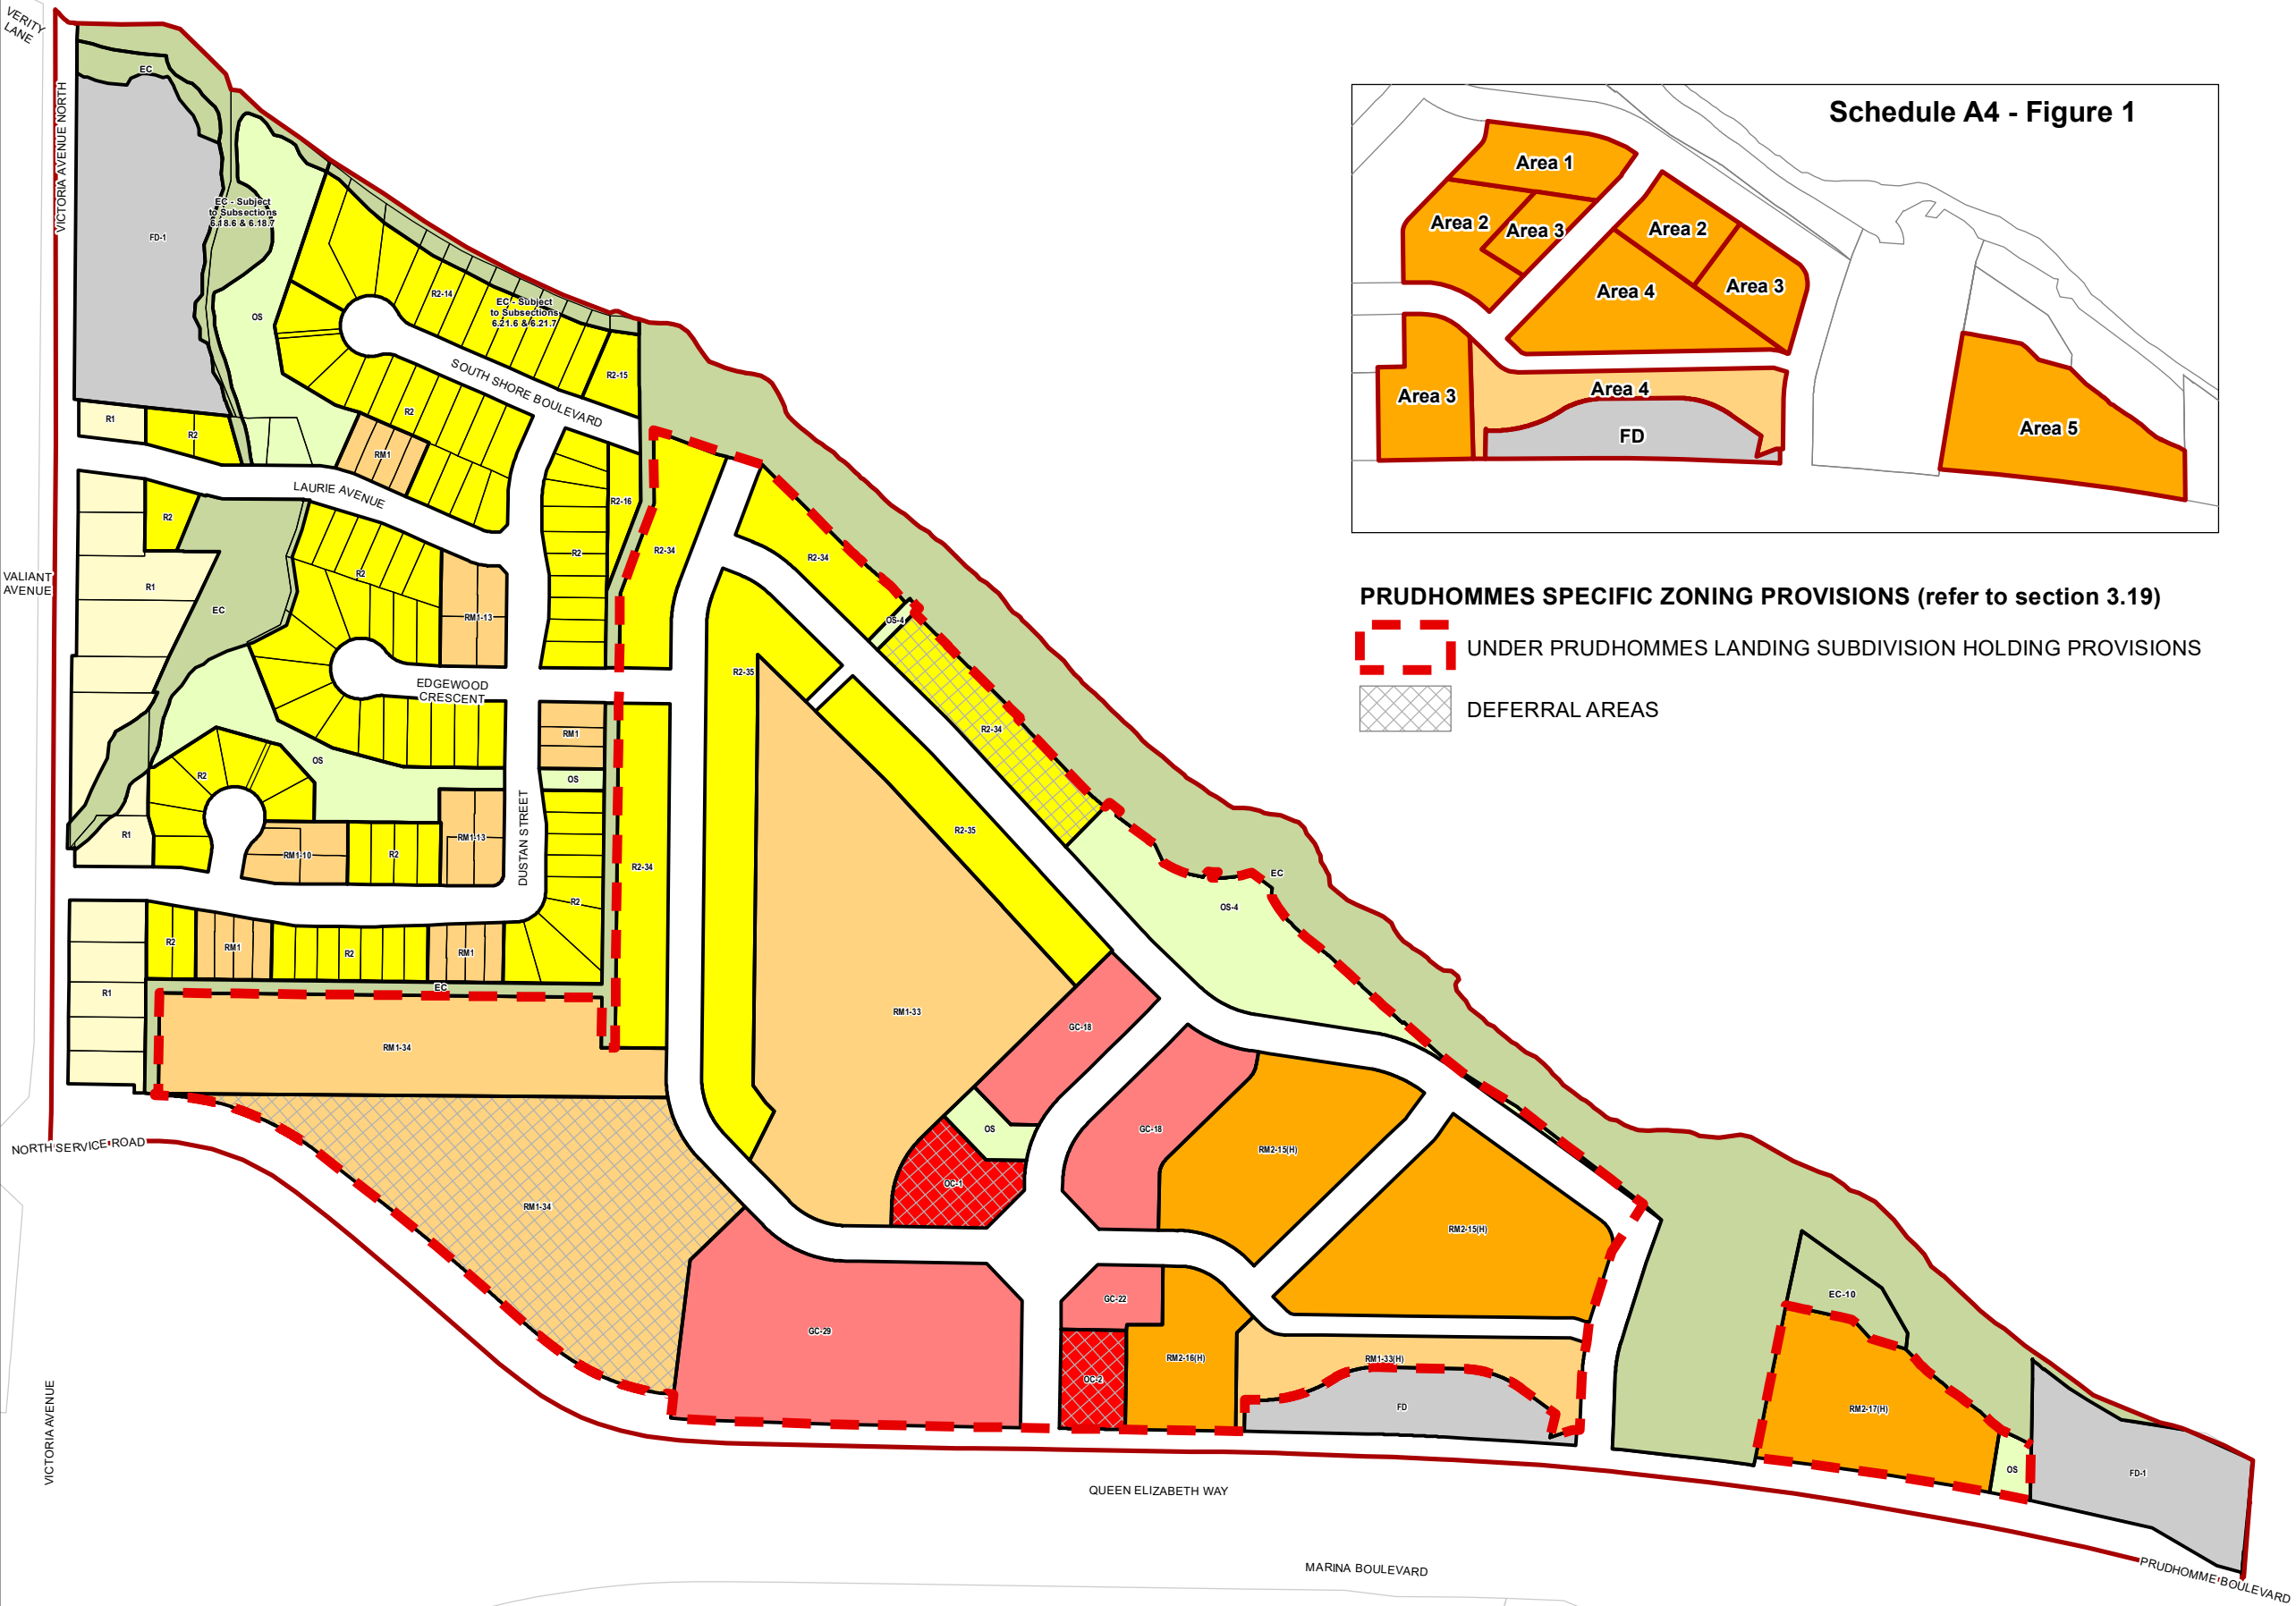 VERITY
LANE
VICTORIA AVENUE NORTH
EC
FD-1
EC - Subject
to Subsections
6.18.6 & 6.18.7
OS
R2-14
EC - Subject
to Subsections
6.21.6 & 6.21.7
R2-15
SOUTH SHORE BOULEVARD
R1
R2
R2
RM1
LAURIE AVENUE
R2-16
R2
R2
R2-34
R2-34
VALIANT
AVENUE
R1
EC
R2
RM1-13
OS-4
EDGEWOOD
CRESCENT
R2-35
R2-34
RM1
OS
OS
R2
DUSTAN STREET
R1
RM1-10
R2
RM1-13
R2-34
R2-35
R2
EC
OS-4
R2
RM1
R2
RM1
R1
EC
RM1-34
RM1-33
GC-18
OS
GC-18
NORTH SERVICE ROAD
RM2-15(H)
OC-1
RM1-34
RM2-15(H)
GC-29
GC-22
EC-10
RM2-16(H)
RM1-33(H)
OC-2
FD
RM2-17(H)
OS
FD-1
VICTORIA AVENUE
QUEEN ELIZABETH WAY
MARINA BOULEVARD
PRUDHOMME BOULEVARD
Schedule A4 - Figure 1
Area 1
Area 2
Area 3
Area 2
Area 3
Area 4
Area 3
Area 4
FD
Area 5
PRUDHOMMES SPECIFIC ZONING PROVISIONS (refer to section 3.19)
UNDER PRUDHOMMES LANDING SUBDIVISION HOLDING PROVISIONS
DEFERRAL AREAS